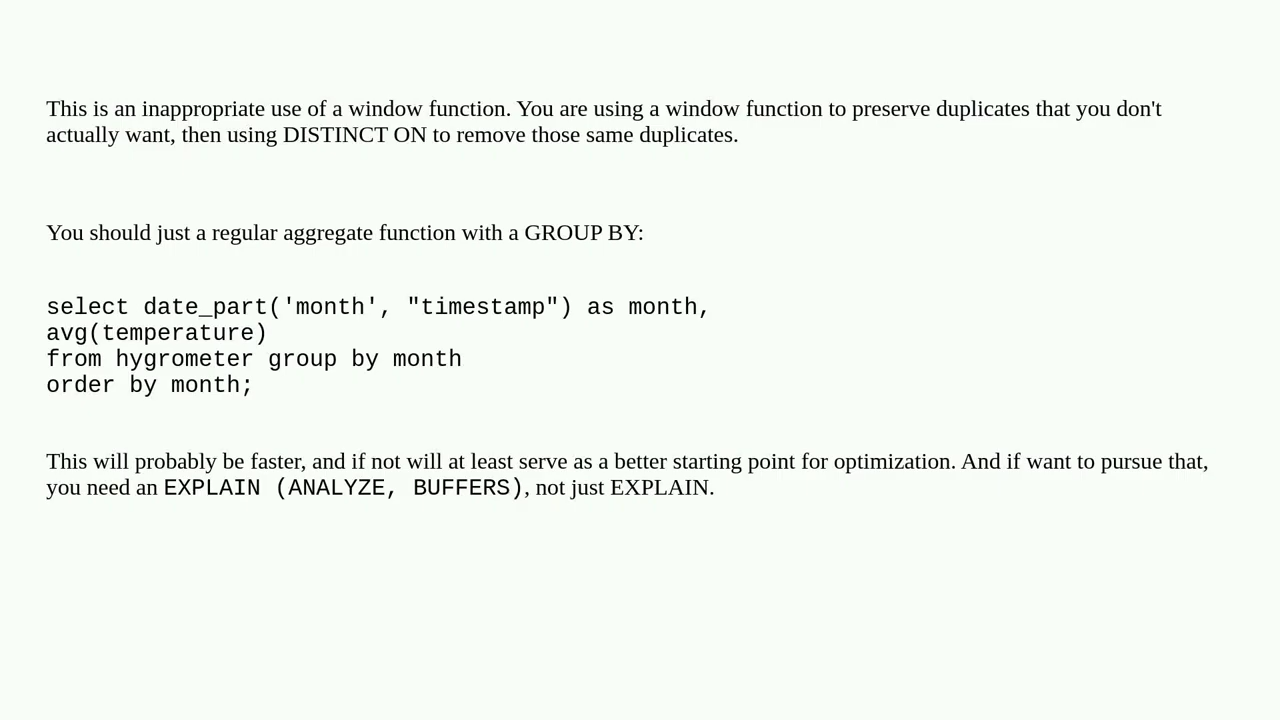 This is an inappropriate use of a window function. You are using a window function to preserve duplicates that you don't
actually want, then using DISTINCT ON to remove those same duplicates.
You should just a regular aggregate function with a GROUP BY:
select date_part('month', "timestamp") as month,
avg(temperature)
from hygrometer group by month
order by month;
This will probably be faster, and if not will at least serve as a better starting point for optimization. And if want to pursue that,
you need an EXPLAIN (ANALYZE, BUFFERS), not just EXPLAIN.